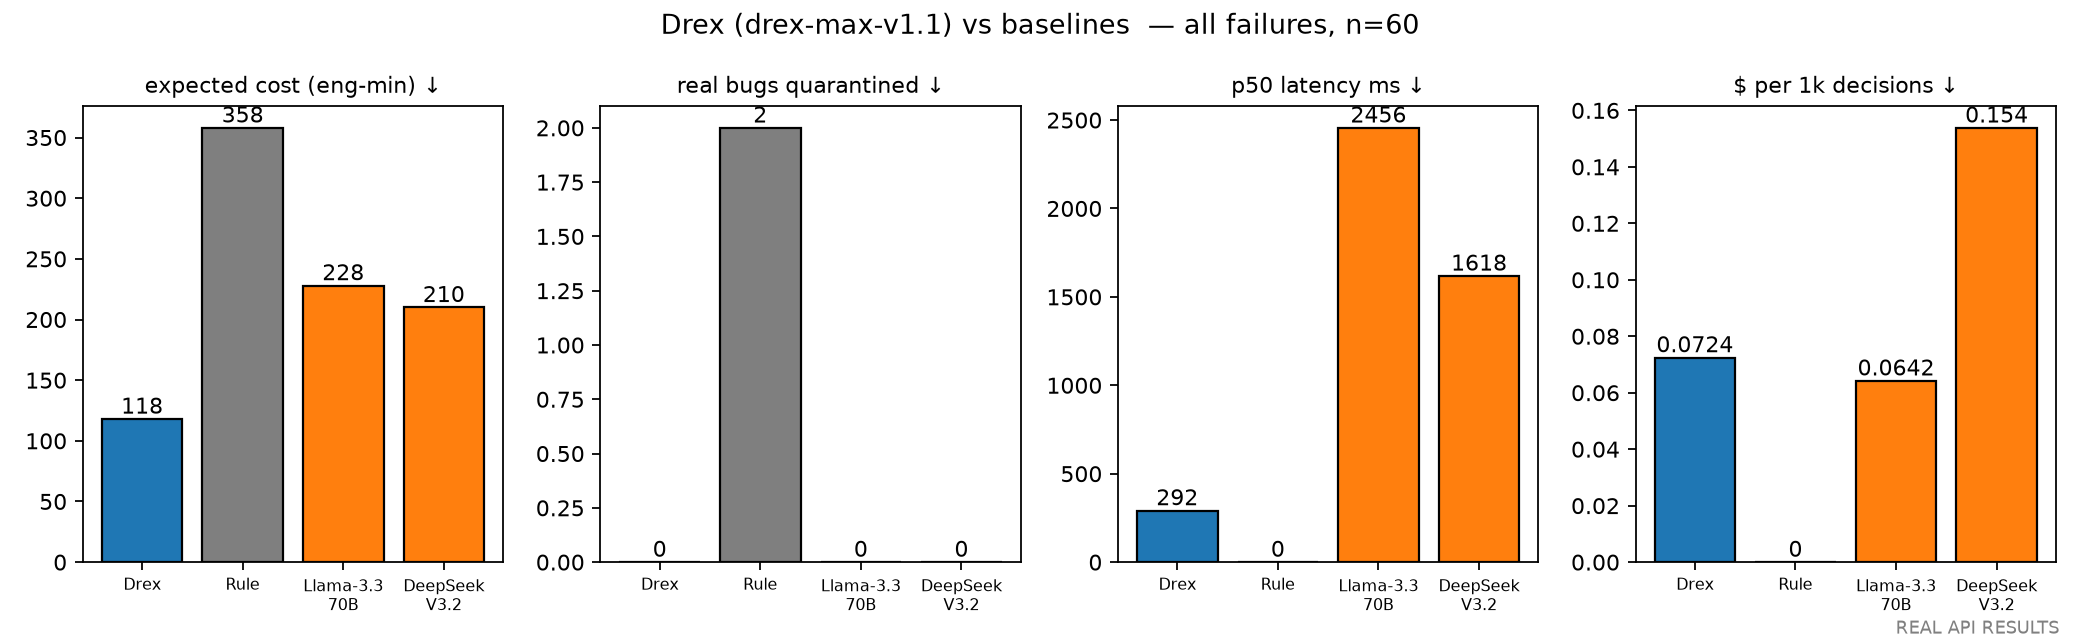 Drex (drex-max-v1.1) vs baselines — all failures, n=60
expected cost (eng-min) ↓
350
300
250
200
150
100
50
0
118
358
228
210
Drex
Rule
Llama-3.3
70B
DeepSeek
V3.2
real bugs quarantined ↓
2.00
1.75
1.50
1.25
1.00
0.75
0.50
0.25
0.00
0
2
0
0
Drex
Rule
Llama-3.3
70B
DeepSeek
V3.2
p50 latency ms ↓
2500
2000
1500
1000
500
0
292
0
2456
1618
Drex
Rule
Llama-3.3
70B
DeepSeek
V3.2
$ per 1k decisions ↓
0.16
0.14
0.12
0.10
0.08
0.06
0.04
0.02
0.00
0.0724
0
0.0642
0.154
Drex
Rule
Llama-3.3
70B
DeepSeek
V3.2
REAL API RESULTS